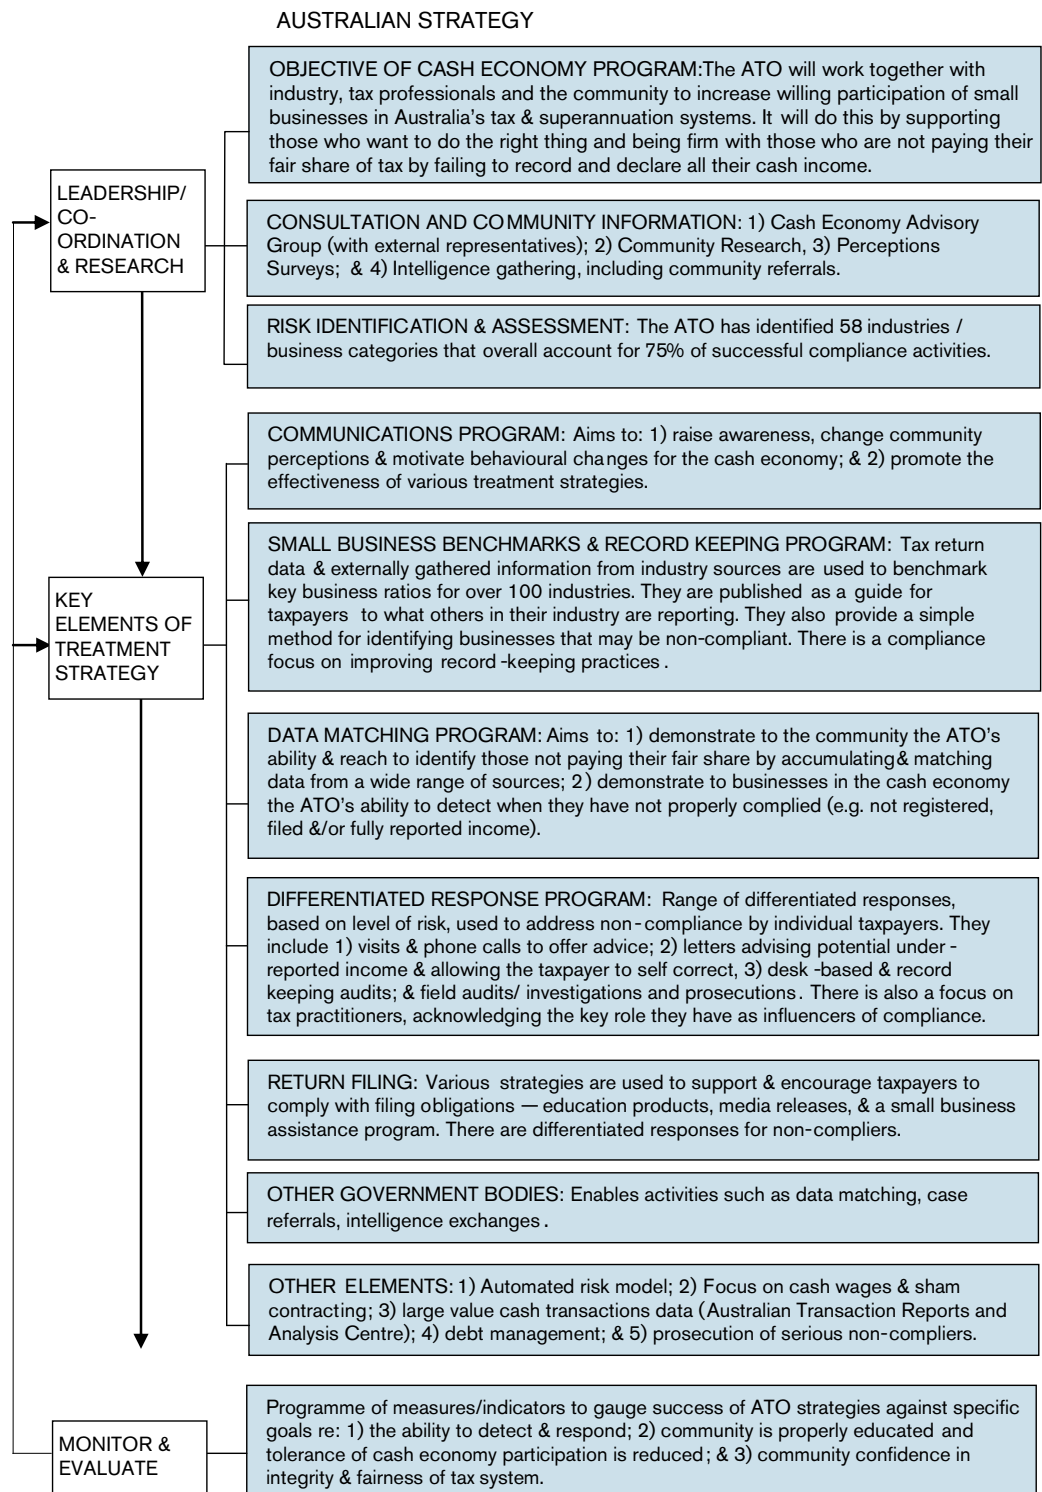 AUSTRALIAN STRATEGY
OBJECTIVE OF CASH ECONOMY PROGRAM:The ATO will work together with
industry, tax professionals and the community to increase willing participation of small
businesses in Australia's tax & superannuation systems. It will do this by supporting
those who want to do the right thing and being firm with those who are not paying their
fair share of tax by failing to record and declare all their cash income.
LEADERSHIP/
CO-
ORDINATION
& RESEARCH
CONSULTATION AND COMMUNITY INFORMATION: 1) Cash Economy Advisory
Group (with external representatives); 2) Community Research, 3) Perceptions
Surveys; & 4) Intelligence gathering, including community referrals.
RISK IDENTIFICATION & ASSESSMENT: The ATO has identified 58 industries /
business categories that overall account for 75% of successful compliance activities.
COMMUNICATIONS PROGRAM: Aims to: 1) raise awareness, change community
perceptions & motivate behavioural changes for the cash economy; & 2) promote the
effectiveness of various treatment strategies.
SMALL BUSINESS BENCHMARKS & RECORD KEEPING PROGRAM: Tax return
data & externally gathered information from industry sources are used to benchmark
key business ratios for over 100 industries. They are published as a guide for
taxpayers to what others in their industry are reporting. They also provide a simple
method for identifying businesses that may be non-compliant. There is a compliance
focus on improving record -keeping practices .
KEY
ELEMENTS OF
TREATMENT
STRATEGY
DATA MATCHING PROGRAM: Aims to: 1) demonstrate to the community the ATO's
ability & reach to identify those not paying their fair share by accumulating & matching
data from a wide range of sources; 2) demonstrate to businesses in the cash economy
the ATO's ability to detect when they have not properly complied (e.g. not registered,
filed &/or fully reported income).
DIFFERENTIATED RESPONSE PROGRAM: Range of differentiated responses,
based on level of risk, used to address non-compliance by individual taxpayers. They
include 1) visits & phone calls to offer advice; 2) letters advising potential under -
reported income & allowing the taxpayer to self correct, 3) desk -based & record
keeping audits; & field audits/ investigations and prosecutions. There is also a focus on
tax practitioners, acknowledging the key role they have as influencers of compliance.
RETURN FILING: Various strategies are used to support & encourage taxpayers to
comply with filing obligations — education products, media releases, & a small business
assistance program. There are differentiated responses for non-compliers.
OTHER GOVERNMENT BODIES: Enables activities such as data matching, case
referrals, intelligence exchanges .
OTHER ELEMENTS: 1) Automated risk model; 2) Focus on cash wages & sham
contracting; 3) large value cash transactions data (Australian Transaction Reports and
Analysis Centre); 4) debt management; & 5) prosecution of serious non-compliers.
MONITOR &
EVALUATE
Programme of measures/indicators to gauge success of ATO strategies against specific
goals re: 1) the ability to detect & respond; 2) community is properly educated and
tolerance of cash economy participation is reduced; & 3) community confidence in
integrity & fairness of tax system.